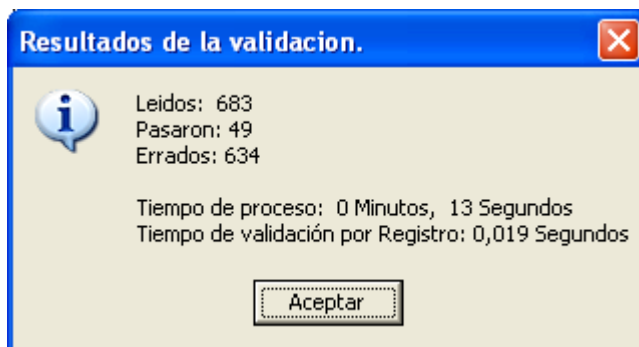 Resultados de la validacion.
Leidos: 683
Pasaron: 49
Errados: 634
Tiempo de proceso: 0 Minutos, 13 Segundos
Tiempo de validación por Registro: 0,019 Segundos
Aceptar